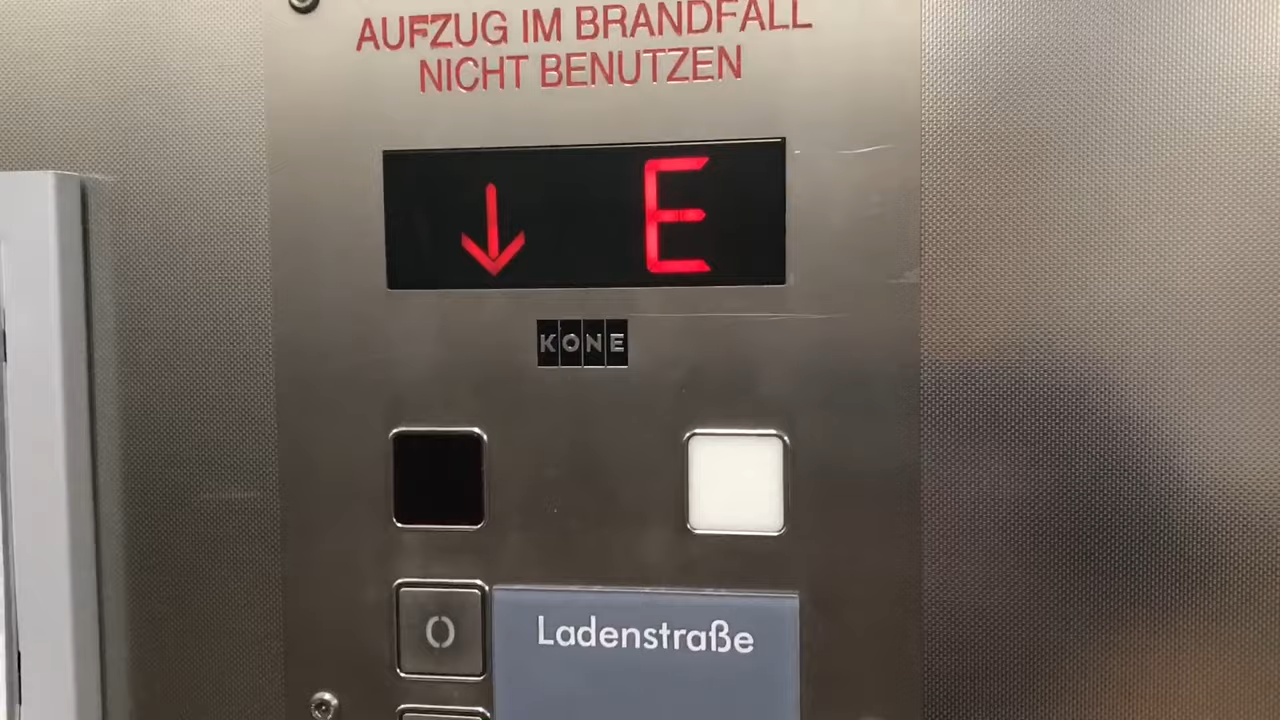 AUFZUG IM BRANDFALL
NICHT BENUTZEN
↓ E
KONE
0
Ladenstraße